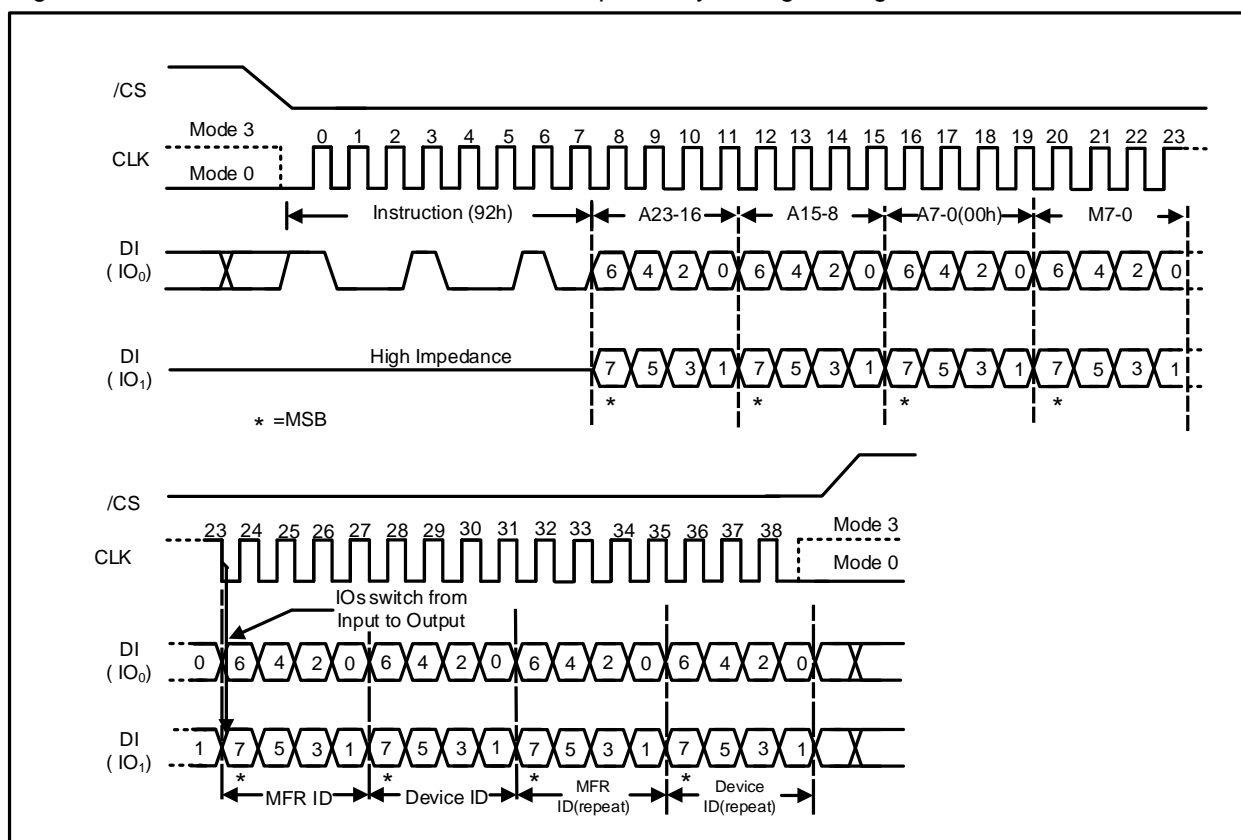 /CS
Mode 3
CLK
Mode 0
0 1 2 3 4 5 6 7 8 9 10 11 12 13 14 15 16 17 18 19 20 21 22 23
Instruction (92h) A23-16 A15-8 A7-0(00h) M7-0
DI
( IO₀)
6 4 2 0 6 4 2 0 6 4 2 0 6 4 2 0
DI
( IO₁)
High Impedance
7 5 3 1 7 5 3 1 7 5 3 1 7 5 3 1
* * * *
* =MSB
/CS
23 24 25 26 27 28 29 30 31 32 33 34 35 36 37 38
CLK
Mode 3
Mode 0
IOs switch from
Input to Output
DI
( IO₀)
0 6 4 2 0 6 4 2 0 6 4 2 0 6 4 2 0
DI
( IO₁)
1 7 5 3 1 7 5 3 1 7 5 3 1 7 5 3 1
* * * *
MFR ID Device ID MFR ID(repeat) Device ID(repeat)